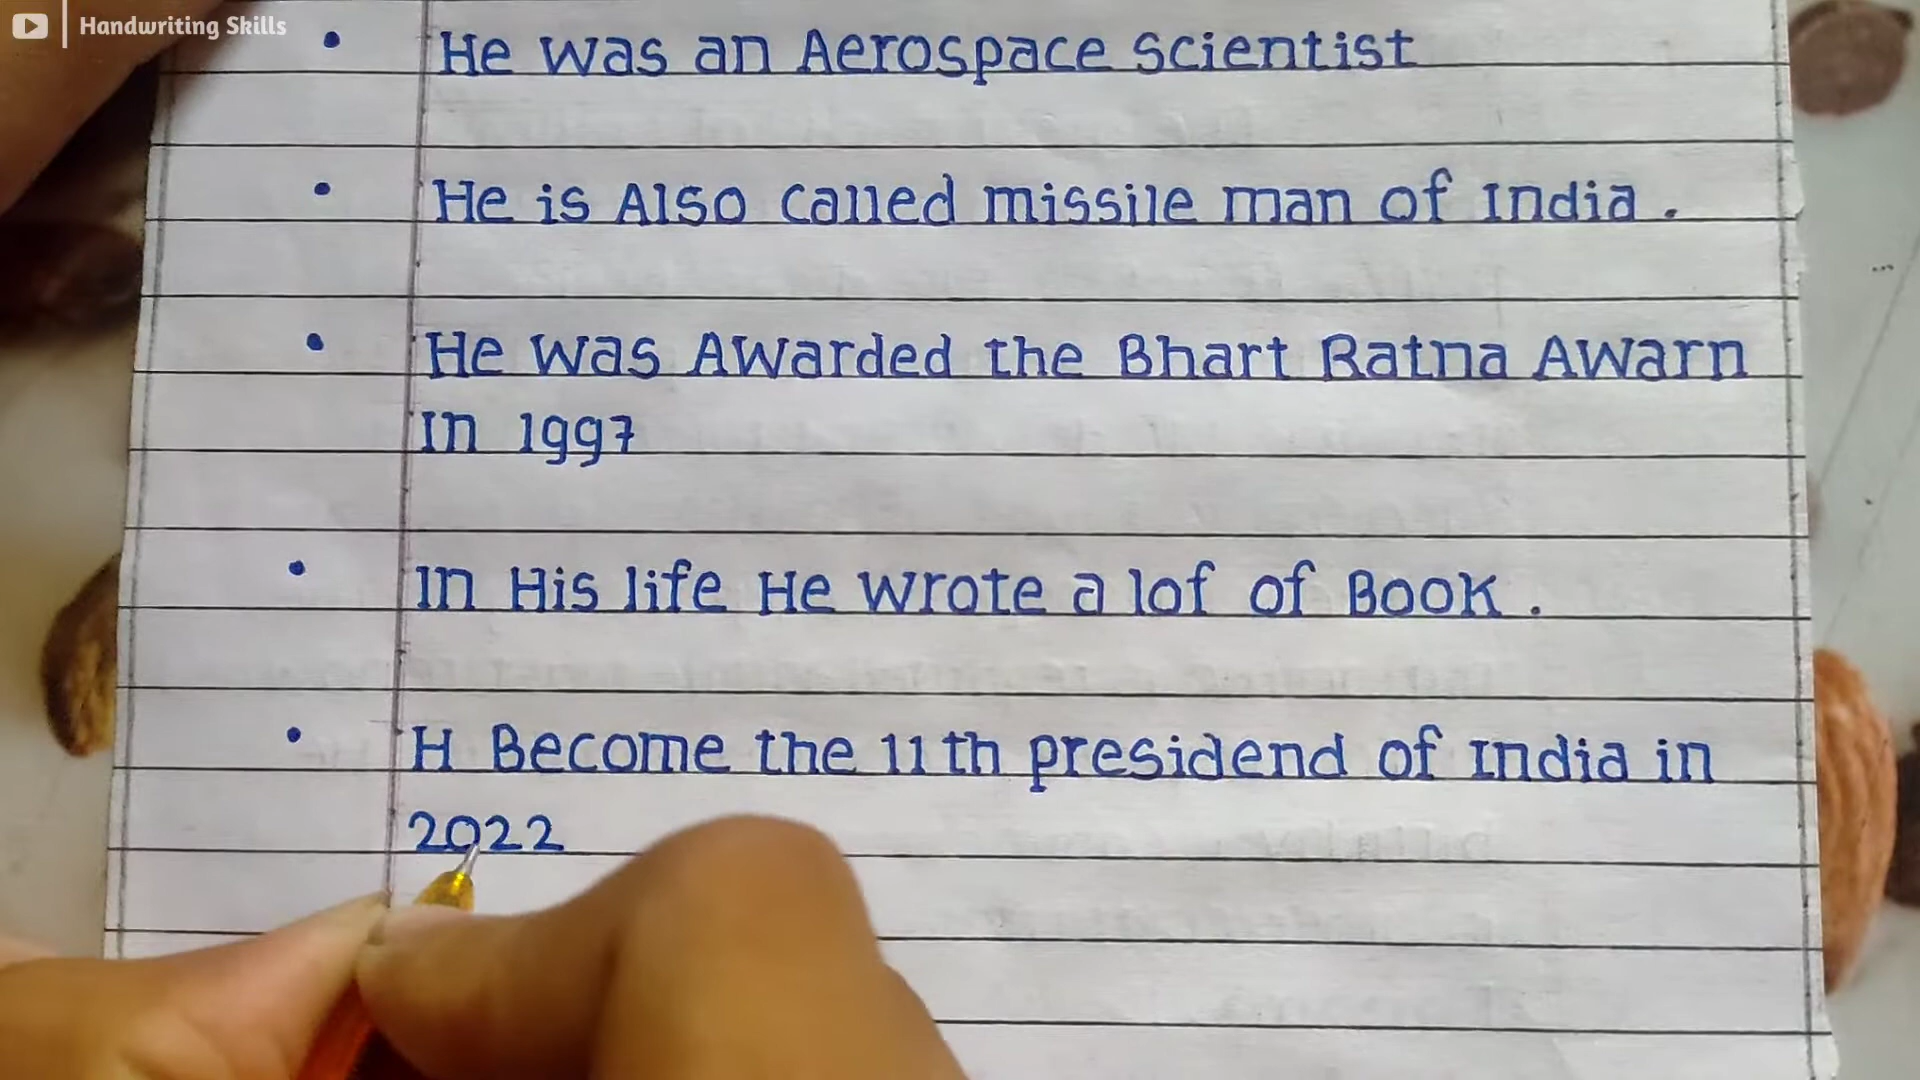 Handwriting Skills
• He was an Aerospace scientist
• He is Also called missile man of India .
• He was Awarded the Bhart Ratna Awarn
In 1997
• In His life He wrote a lof of Book .
• H Become the 11th presidend of India in
2022